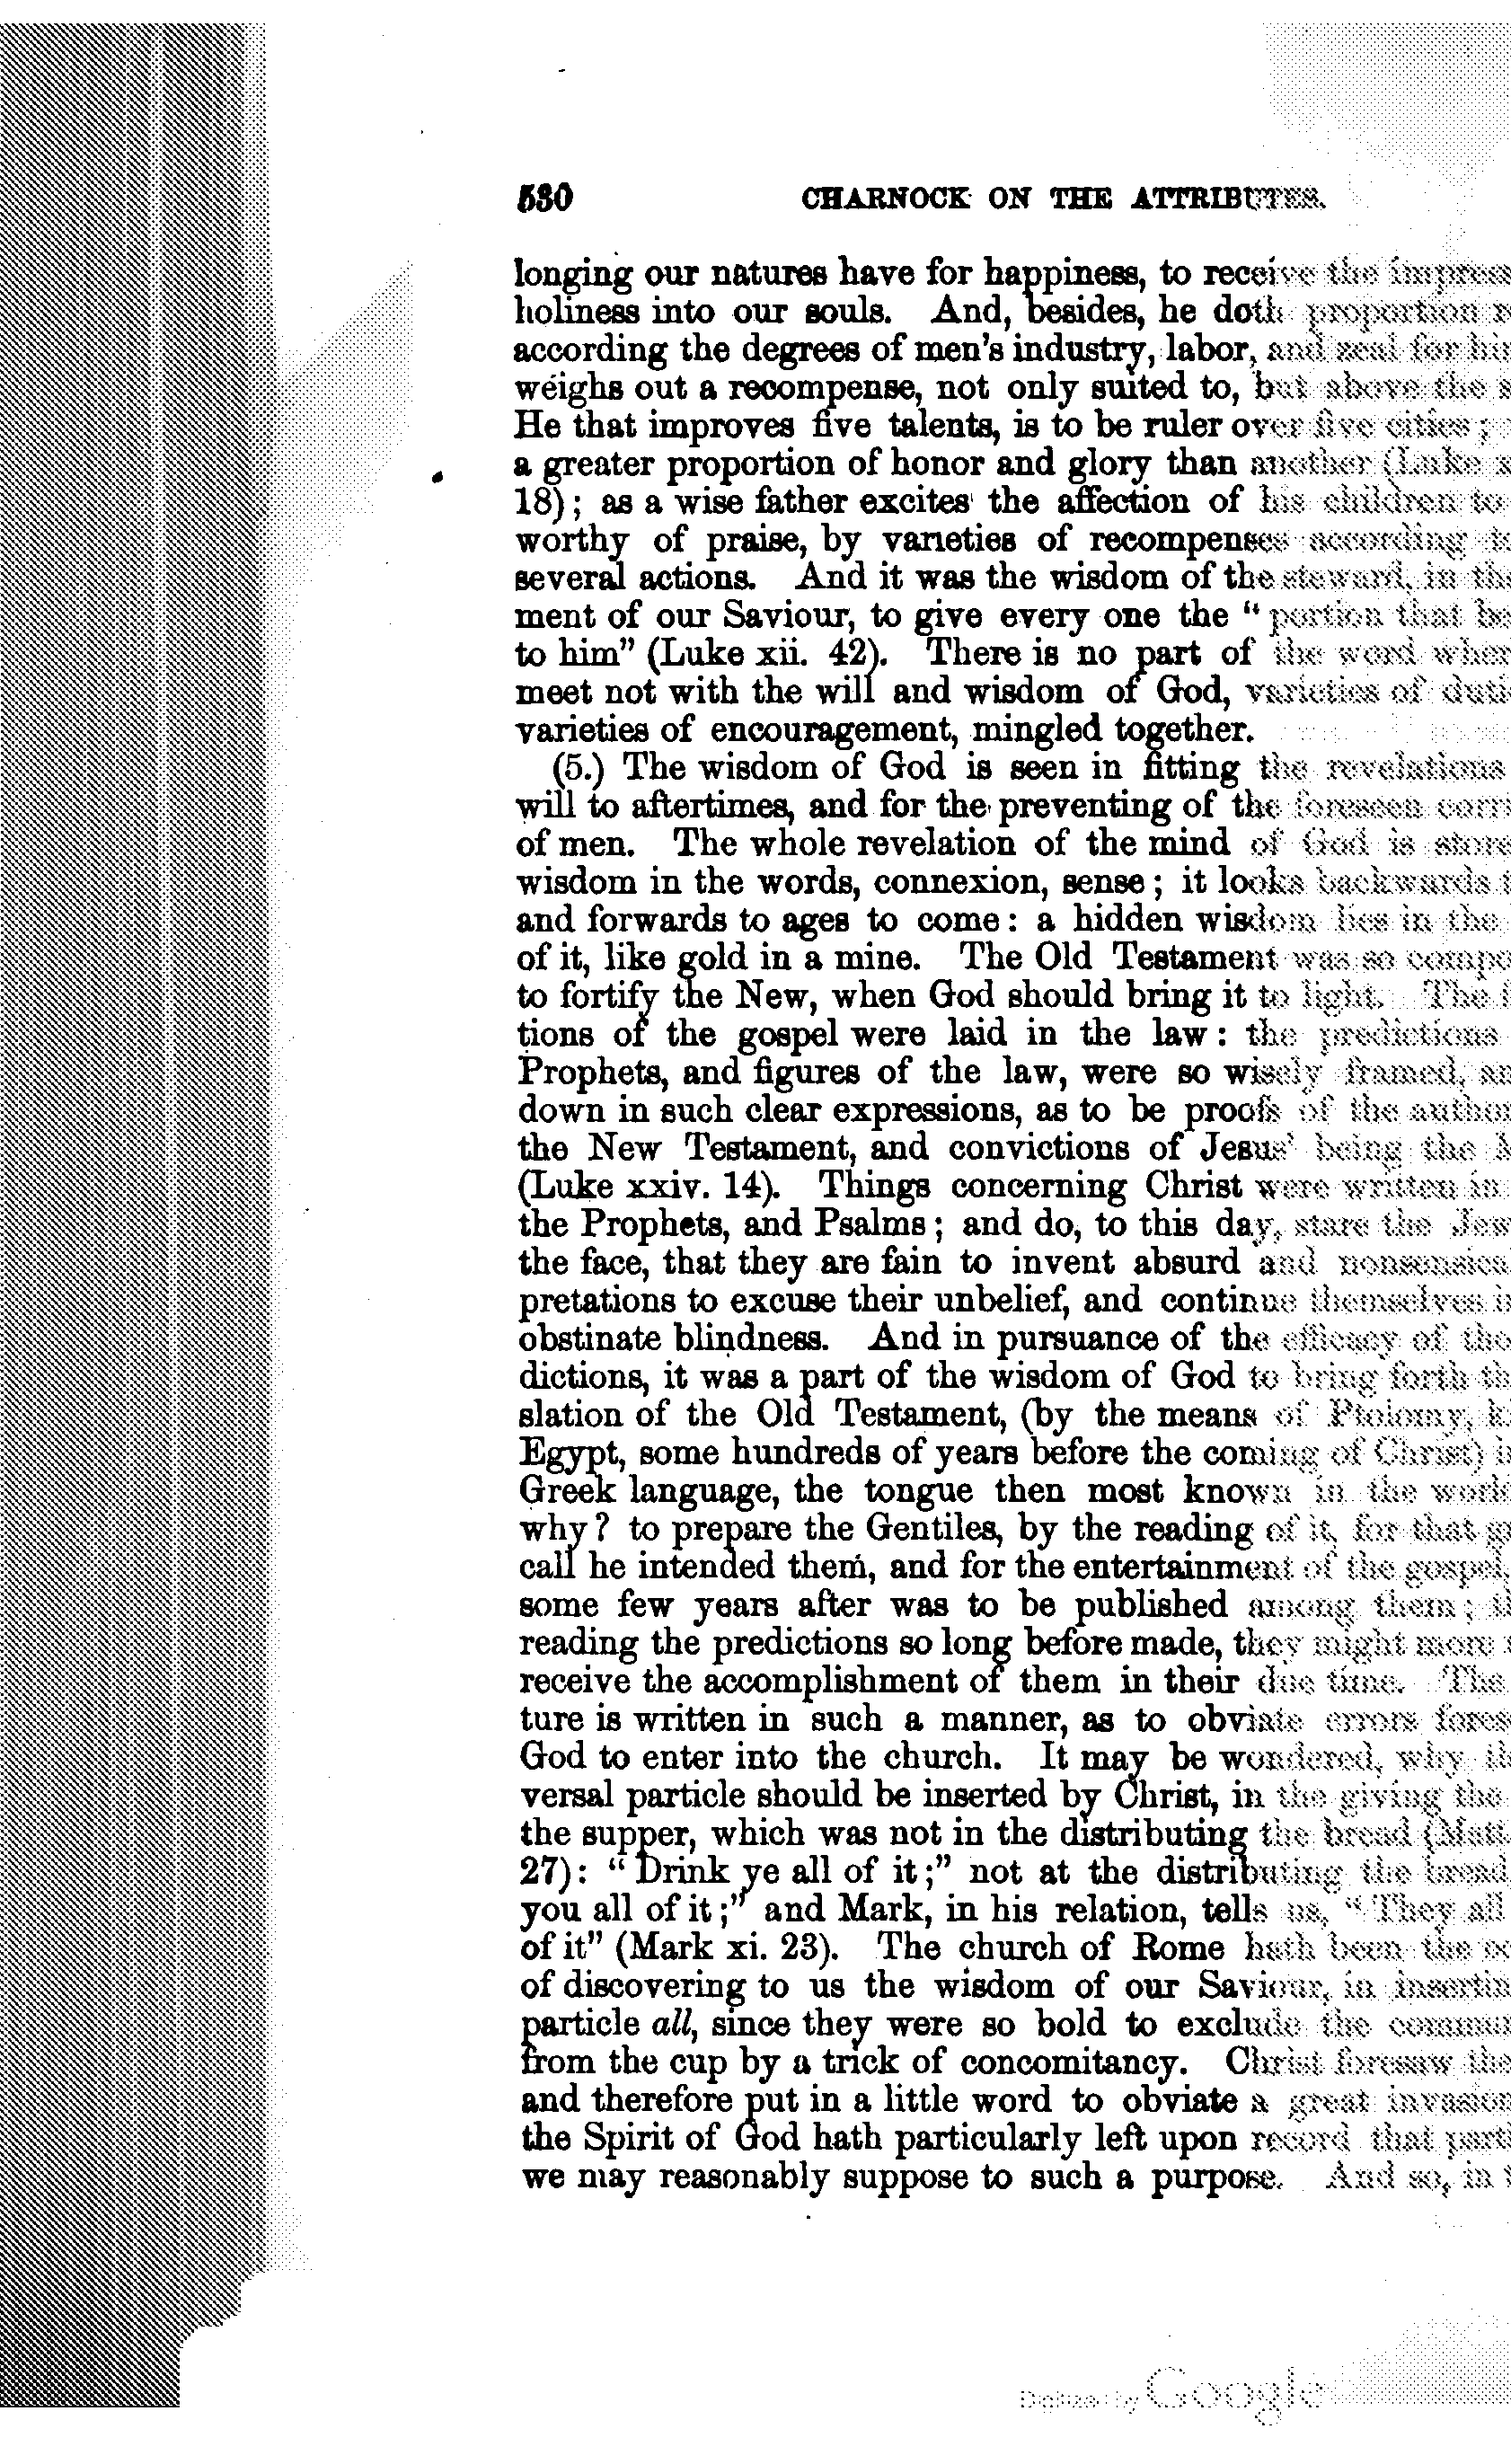 530 CHARNOCK ON THE ATTRIBUTES.
longing our natures have for happiness, to receive the
holiness into our souls. And, besides, he doth proportion
according the degrees of men's industry, labor, and zeal for
weighs out a recompense, not only suited to, but above the
He that improves five talents, is to be ruler over five cities;
a greater proportion of honor and glory than another (Luke
18); as a wise father excites the affection of his children to
worthy of praise, by varieties of recompenses according
several actions. And it was the wisdom of the steward, in
ment of our Saviour, to give every one the “portion that
to him” (Luke xii. 42). There is no part of the word
meet not with the will and wisdom of God, varieties of
varieties of encouragement, mingled together.
(5.) The wisdom of God is seen in fitting the revelations
will to aftertimes, and for the preventing of the foreseen
of men. The whole revelation of the mind of God is
wisdom in the words, connexion, sense; it looks backwards
and forwards to ages to come: a hidden wisdom lies in the
of it, like gold in a mine. The Old Testament was so
to fortify the New, when God should bring it to light. The
tions of the gospel were laid in the law: the predictions
Prophets, and figures of the law, were so wisely framed,
down in such clear expressions, as to be proofs of the
the New Testament, and convictions of Jesus' being the
(Luke xxiv. 14). Things concerning Christ were written in
the Prophets, and Psalms; and do, to this day, stare the
the face, that they are fain to invent absurd and
pretations to excuse their unbelief, and continue themselves
obstinate blindness. And in pursuance of the efficacy of
dictions, it was a part of the wisdom of God to bring forth
slation of the Old Testament, (by the means of Ptolomy,
Egypt, some hundreds of years before the coming of Christ)
Greek language, the tongue then most known in the
why? to prepare the Gentiles, by the reading of it, for that
call he intended them, and for the entertainment of the gospel,
some few years after was to be published among them;
reading the predictions so long before made, they might more
receive the accomplishment of them in their due time. The
ture is written in such a manner, as to obviate errors
God to enter into the church. It may be wondered, why
versal particle should be inserted by Christ, in the giving the
the supper, which was not in the distributing the bread
27): “Drink ye all of it;” not at the distributing the bread
you all of it;” and Mark, in his relation, tells us, “They all
of it” (Mark xi. 23). The church of Rome hath been the
of discovering to us the wisdom of our Saviour, in
particle all, since they were so bold to exclude the
from the cup by a trick of concomitancy. Christ foresaw
and therefore put in a little word to obviate a great
the Spirit of God hath particularly left upon record that
we may reasonably suppose to such a purpose. And so, in
Digitized by Google